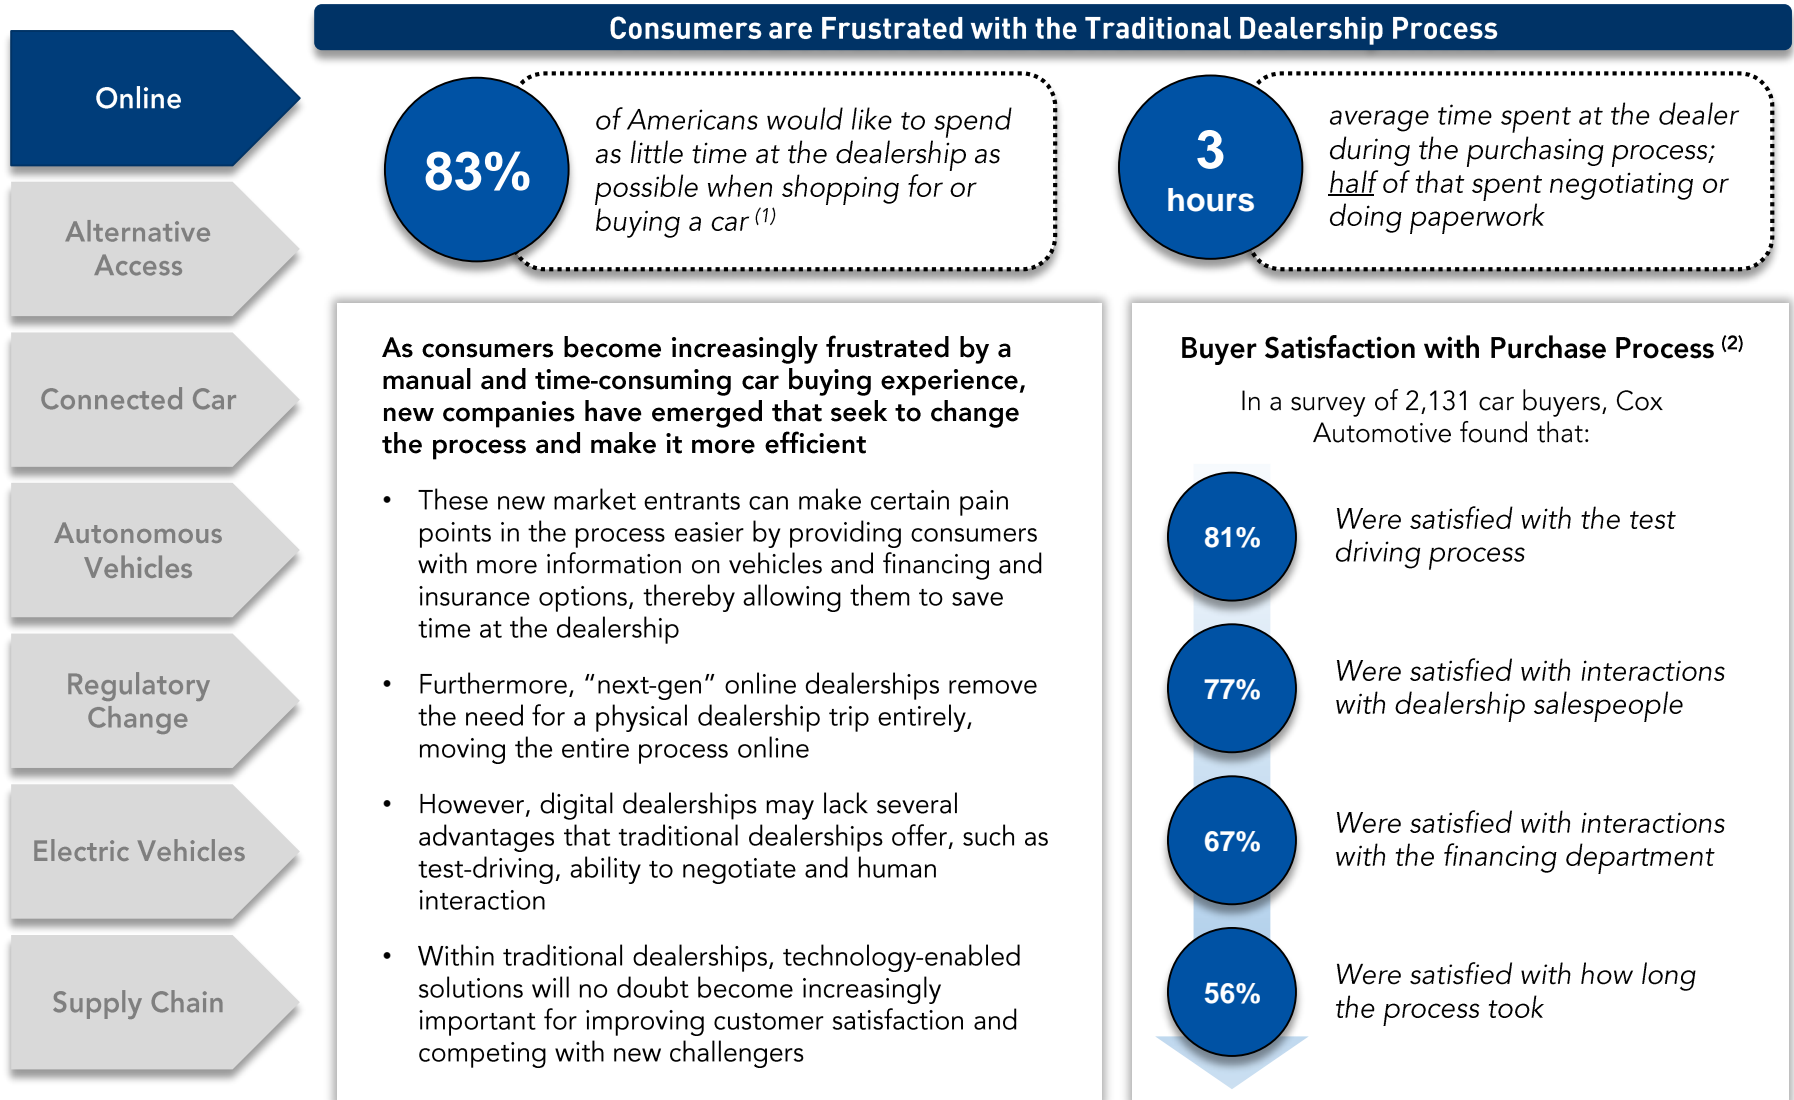 Consumers are Frustrated with the Traditional Dealership Process
Online
Alternative
Access
Connected Car
Autonomous
Vehicles
Regulatory
Change
Electric Vehicles
Supply Chain
83%
of Americans would like to spend
as little time at the dealership as
possible when shopping for or
buying a car (1)
3
hours
average time spent at the dealer
during the purchasing process;
half of that spent negotiating or
doing paperwork
As consumers become increasingly frustrated by a
manual and time-consuming car buying experience,
new companies have emerged that seek to change
the process and make it more efficient
• These new market entrants can make certain pain
points in the process easier by providing consumers
with more information on vehicles and financing and
insurance options, thereby allowing them to save
time at the dealership
• Furthermore, “next-gen” online dealerships remove
the need for a physical dealership trip entirely,
moving the entire process online
• However, digital dealerships may lack several
advantages that traditional dealerships offer, such as
test-driving, ability to negotiate and human
interaction
• Within traditional dealerships, technology-enabled
solutions will no doubt become increasingly
important for improving customer satisfaction and
competing with new challengers
Buyer Satisfaction with Purchase Process (2)
In a survey of 2,131 car buyers, Cox
Automotive found that:
81%
Were satisfied with the test
driving process
77%
Were satisfied with interactions
with dealership salespeople
67%
Were satisfied with interactions
with the financing department
56%
Were satisfied with how long
the process took